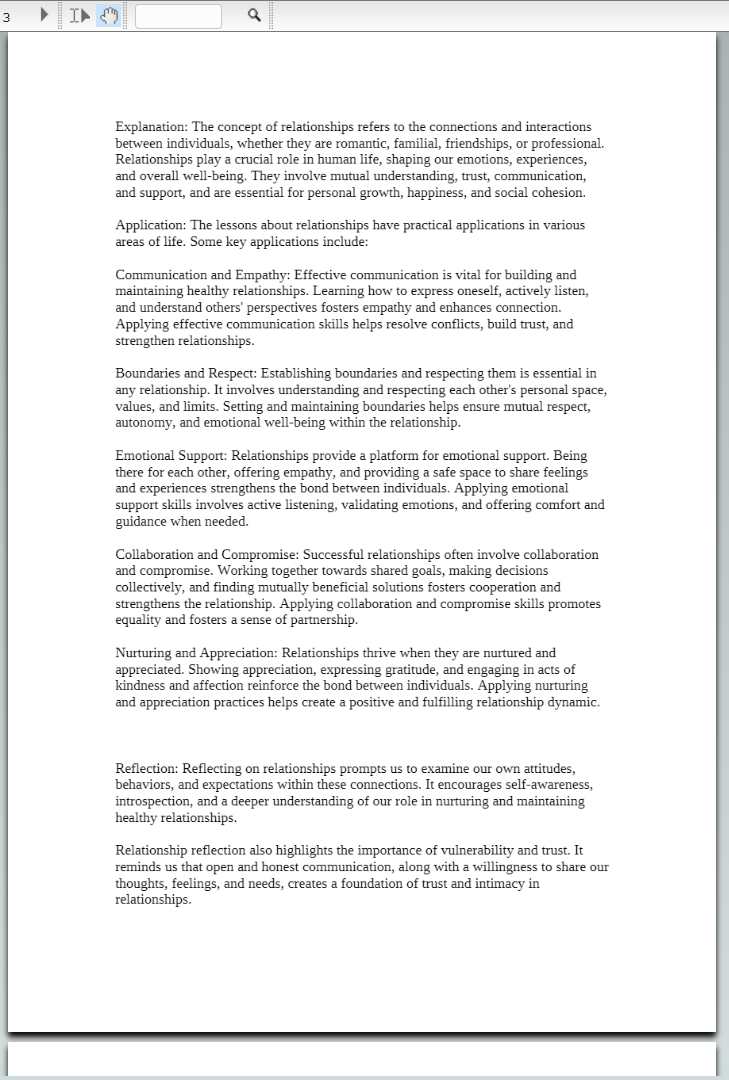 3
Explanation: The concept of relationships refers to the connections and interactions
between individuals, whether they are romantic, familial, friendships, or professional.
Relationships play a crucial role in human life, shaping our emotions, experiences,
and overall well-being. They involve mutual understanding, trust, communication,
and support, and are essential for personal growth, happiness, and social cohesion.
Application: The lessons about relationships have practical applications in various
areas of life. Some key applications include:
Communication and Empathy: Effective communication is vital for building and
maintaining healthy relationships. Learning how to express oneself, actively listen,
and understand others' perspectives fosters empathy and enhances connection.
Applying effective communication skills helps resolve conflicts, build trust, and
strengthen relationships.
Boundaries and Respect: Establishing boundaries and respecting them is essential in
any relationship. It involves understanding and respecting each other's personal space,
values, and limits. Setting and maintaining boundaries helps ensure mutual respect,
autonomy, and emotional well-being within the relationship.
Emotional Support: Relationships provide a platform for emotional support. Being
there for each other, offering empathy, and providing a safe space to share feelings
and experiences strengthens the bond between individuals. Applying emotional
support skills involves active listening, validating emotions, and offering comfort and
guidance when needed.
Collaboration and Compromise: Successful relationships often involve collaboration
and compromise. Working together towards shared goals, making decisions
collectively, and finding mutually beneficial solutions fosters cooperation and
strengthens the relationship. Applying collaboration and compromise skills promotes
equality and fosters a sense of partnership.
Nurturing and Appreciation: Relationships thrive when they are nurtured and
appreciated. Showing appreciation, expressing gratitude, and engaging in acts of
kindness and affection reinforce the bond between individuals. Applying nurturing
and appreciation practices helps create a positive and fulfilling relationship dynamic.
Reflection: Reflecting on relationships prompts us to examine our own attitudes,
behaviors, and expectations within these connections. It encourages self-awareness,
introspection, and a deeper understanding of our role in nurturing and maintaining
healthy relationships.
Relationship reflection also highlights the importance of vulnerability and trust. It
reminds us that open and honest communication, along with a willingness to share our
thoughts, feelings, and needs, creates a foundation of trust and intimacy in
relationships.